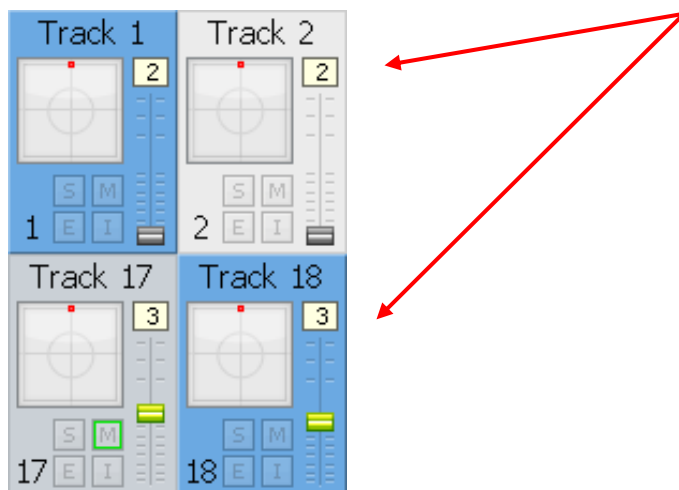 Track 1
2
S M
1 E I
Track 2
2
S M
2 E I
Track 17
3
S M
17 E I
Track 18
3
S M
18 E I